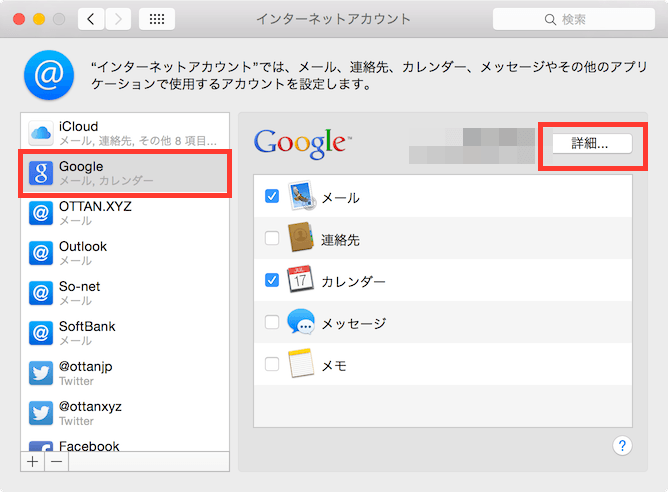 インターネットアカウント
検索
“インターネットアカウント”では、メール、連絡先、カレンダー、メッセージやその他のアプリ
ケーションで使用するアカウントを設定します。
iCloud
メール, 連絡先, その他 8 項目...
Google
メール, カレンダー
OTTAN.XYZ
メール
Outlook
メール
So-net
メール
SoftBank
メール
@ottanjp
Twitter
@ottanxyz
Twitter
Facebook
Google™
詳細...
メール
連絡先
JUL
17
カレンダー
メッセージ
メモ
?